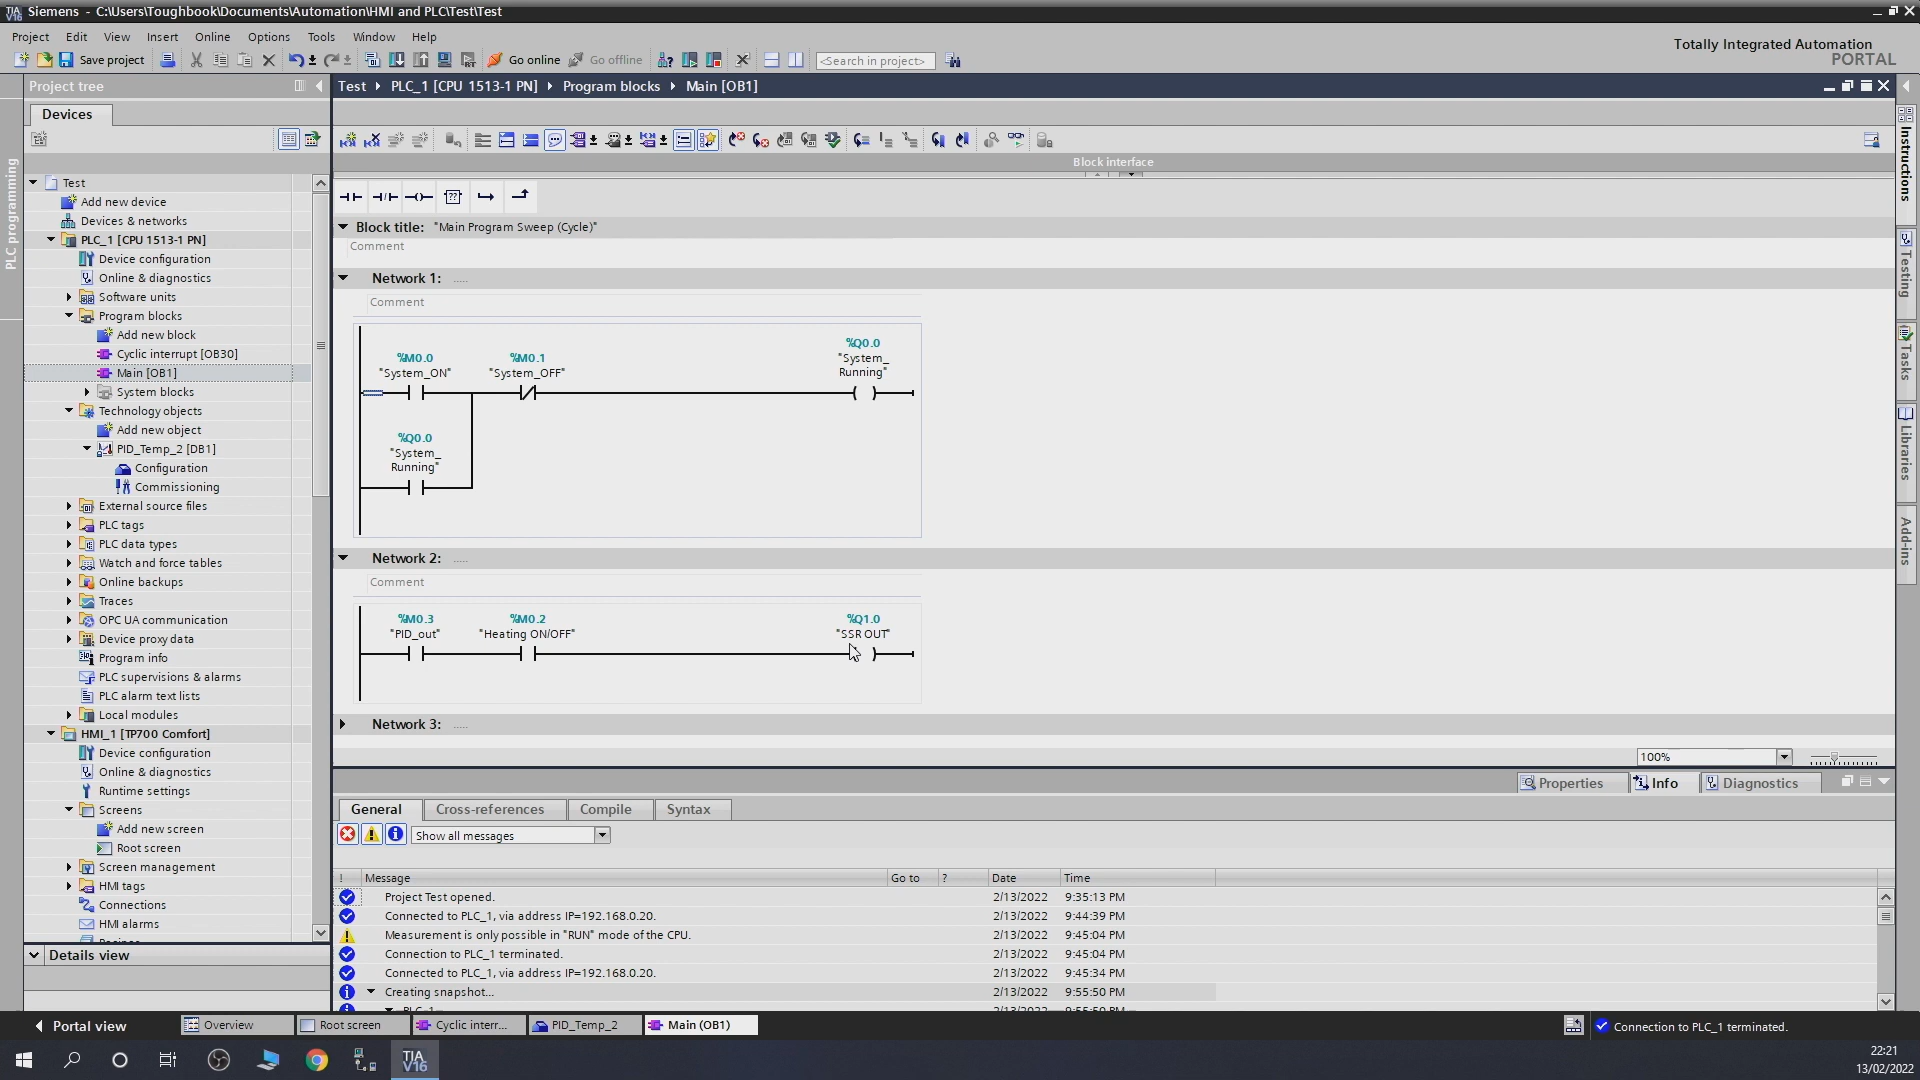 Siemens - C:\Users\Toughbook\Documents\Automation\HMI and PLC\Test\Test
Project Edit View Insert Online Options Tools Window Help
Totally Integrated Automation
PORTAL
Save project
Go online
Go offline
<Search in project>
Project tree
Test PLC_1 [CPU 1513-1 PN] Program blocks Main [OB1]
Devices
PLC programming
Block interface
Test
Add new device
Devices & networks
PLC_1 [CPU 1513-1 PN]
Device configuration
Online & diagnostics
Software units
Program blocks
Add new block
Cyclic interrupt [OB30]
Main [OB1]
System blocks
Technology objects
Add new object
PID_Temp_2 [DB1]
Configuration
Commissioning
External source files
PLC tags
PLC data types
Watch and force tables
Online backups
Traces
OPC UA communication
Device proxy data
Program info
PLC supervisions & alarms
PLC alarm text lists
Local modules
HMI_1 [TP700 Comfort]
Device configuration
Online & diagnostics
Runtime settings
Screens
Add new screen
Root screen
Screen management
HMI tags
Connections
HMI alarms
Details view
Block title: "Main Program Sweep (Cycle)"
Comment
Network 1: .....
Comment
%M0.0
"System_ON"
%M0.1
"System_OFF"
%Q0.0
"System_
Running"
%Q0.0
"System_
Running"
Network 2: .....
Comment
%M0.3
"PID_out"
%M0.2
"Heating ON/OFF"
%Q1.0
"SSR OUT"
Network 3: .....
100%
Instructions
Testing
Tasks
Libraries
Add-ins
Properties
Info
Diagnostics
General Cross-references Compile Syntax
Show all messages
! Message Go to ? Date Time
Project Test opened. 2/13/2022 9:35:13 PM
Connected to PLC_1, via address IP=192.168.0.20. 2/13/2022 9:44:39 PM
Measurement is only possible in "RUN" mode of the CPU. 2/13/2022 9:45:04 PM
Connection to PLC_1 terminated. 2/13/2022 9:45:04 PM
Connected to PLC_1, via address IP=192.168.0.20. 2/13/2022 9:45:34 PM
Creating snapshot... 2/13/2022 9:55:50 PM
Portal view
Overview
Root screen
Cyclic interr...
PID_Temp_2
Main (OB1)
Connection to PLC_1 terminated.
TIA
V16
22:21
13/02/2022